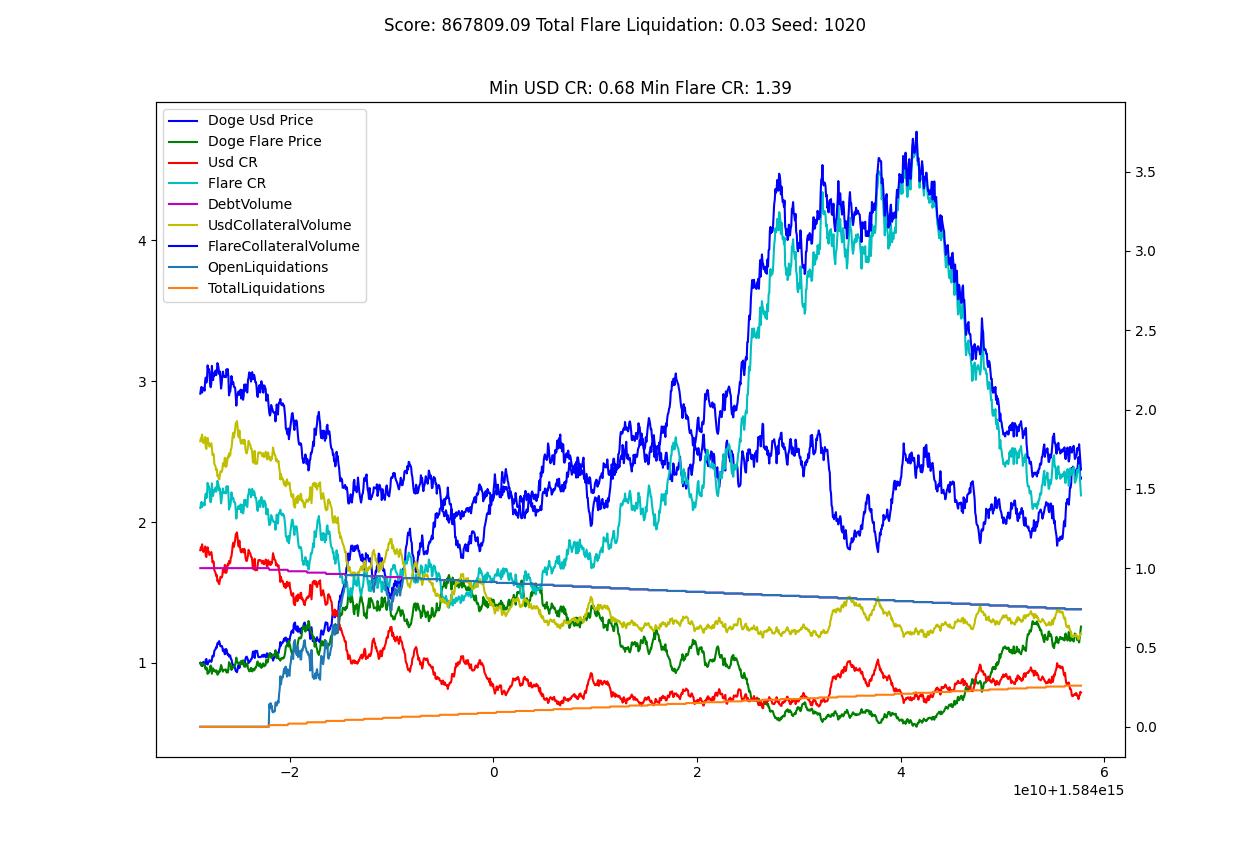 Score: 867809.09 Total Flare Liquidation: 0.03 Seed: 1020
Min USD CR: 0.68 Min Flare CR: 1.39
Doge Usd Price
Doge Flare Price
Usd CR
Flare CR
DebtVolume
UsdCollateralVolume
FlareCollateralVolume
OpenLiquidations
TotalLiquidations
4
3
2
1
3.5
3.0
2.5
2.0
1.5
1.0
0.5
0.0
−2 0 2 4 6
1e10+1.584e15